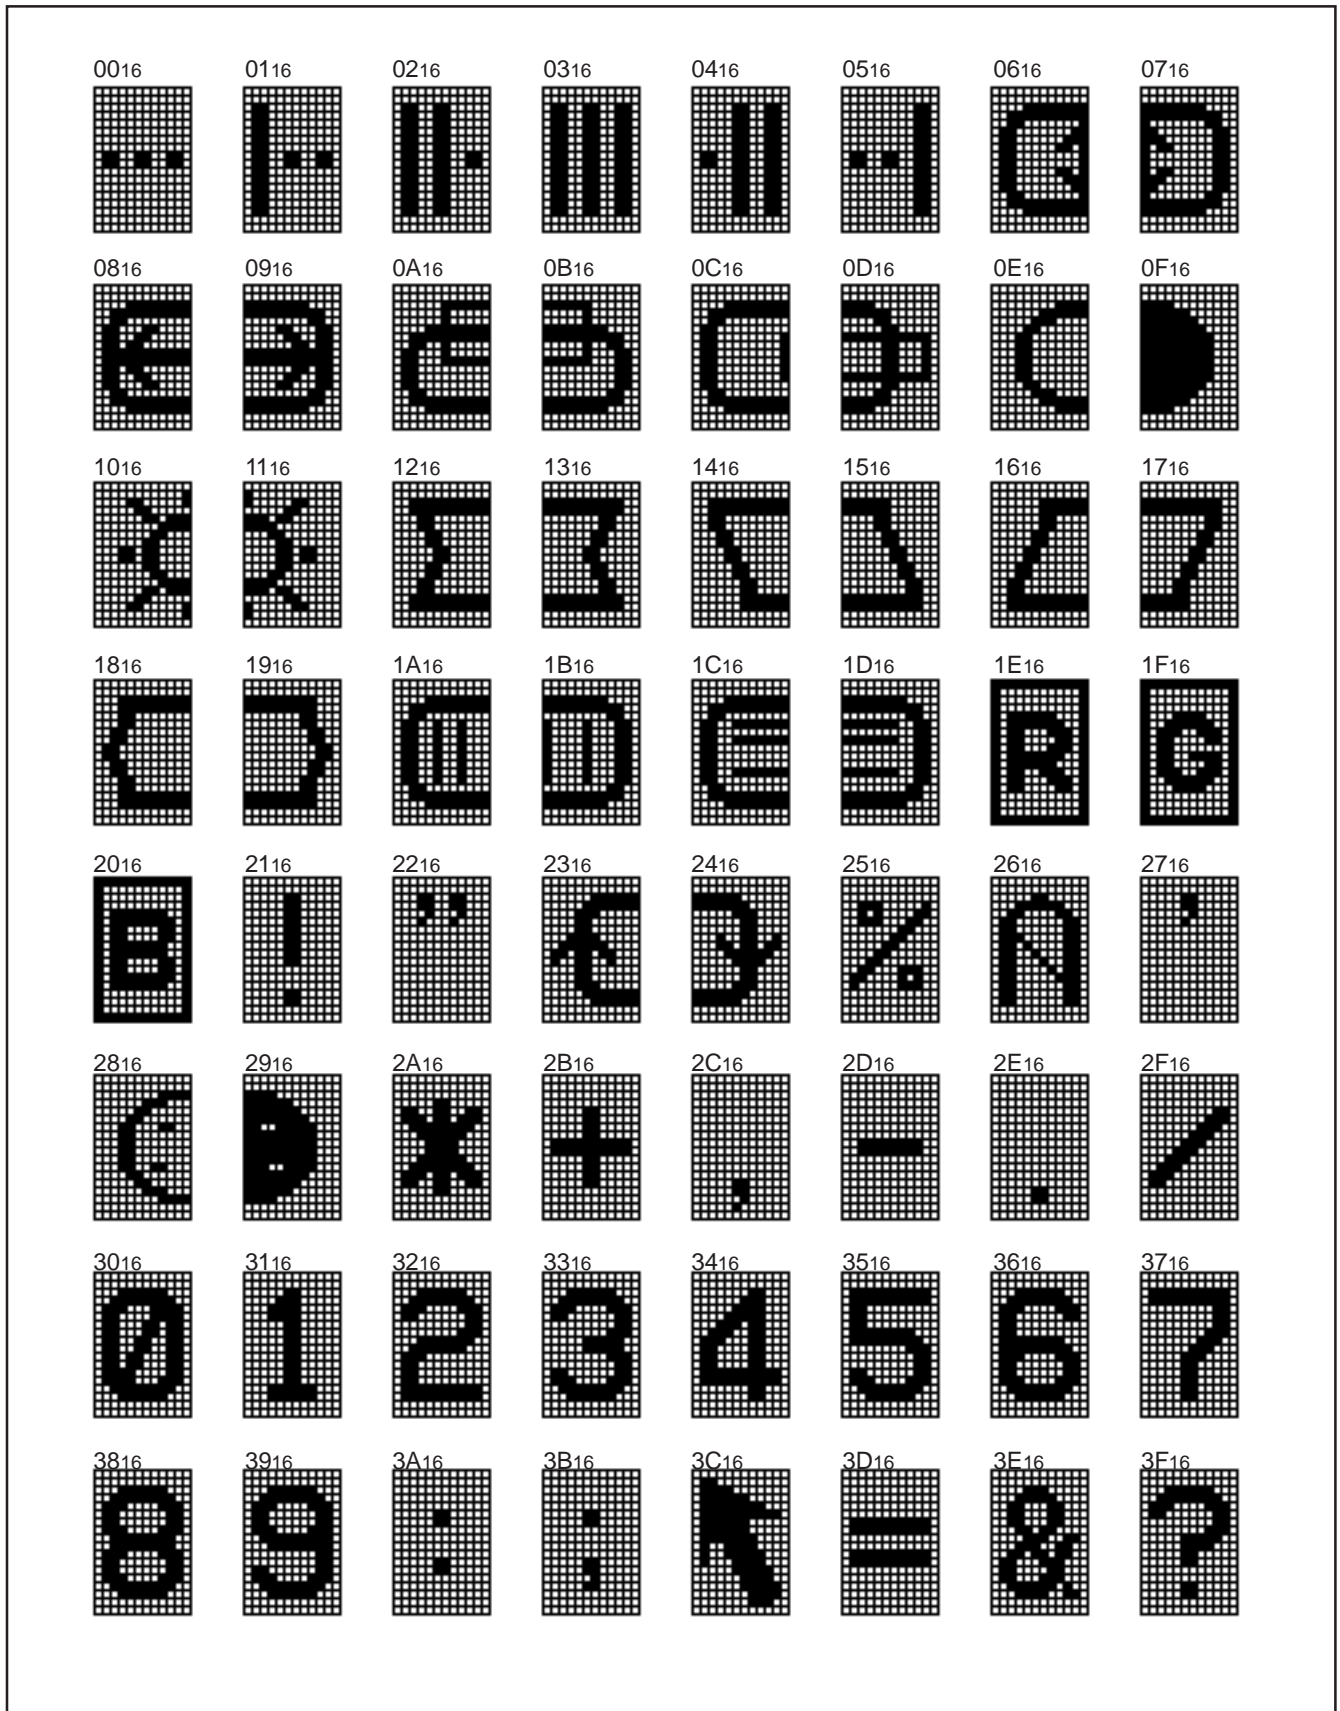 0016 0116 0216 0316 0416 0516 0616 0716
0816 0916 0A16 0B16 0C16 0D16 0E16 0F16
1016 1116 1216 1316 1416 1516 1616 1716
1816 1916 1A16 1B16 1C16 1D16 1E16 1F16
R G
2016 2116 2216 2316 2416 2516 2616 2716
B ! " % '
2816 2916 2A16 2B16 2C16 2D16 2E16 2F16
* + , - . /
3016 3116 3216 3316 3416 3516 3616 3716
0 1 2 3 4 5 6 7
3816 3916 3A16 3B16 3C16 3D16 3E16 3F16
8 9 : ; = & ?